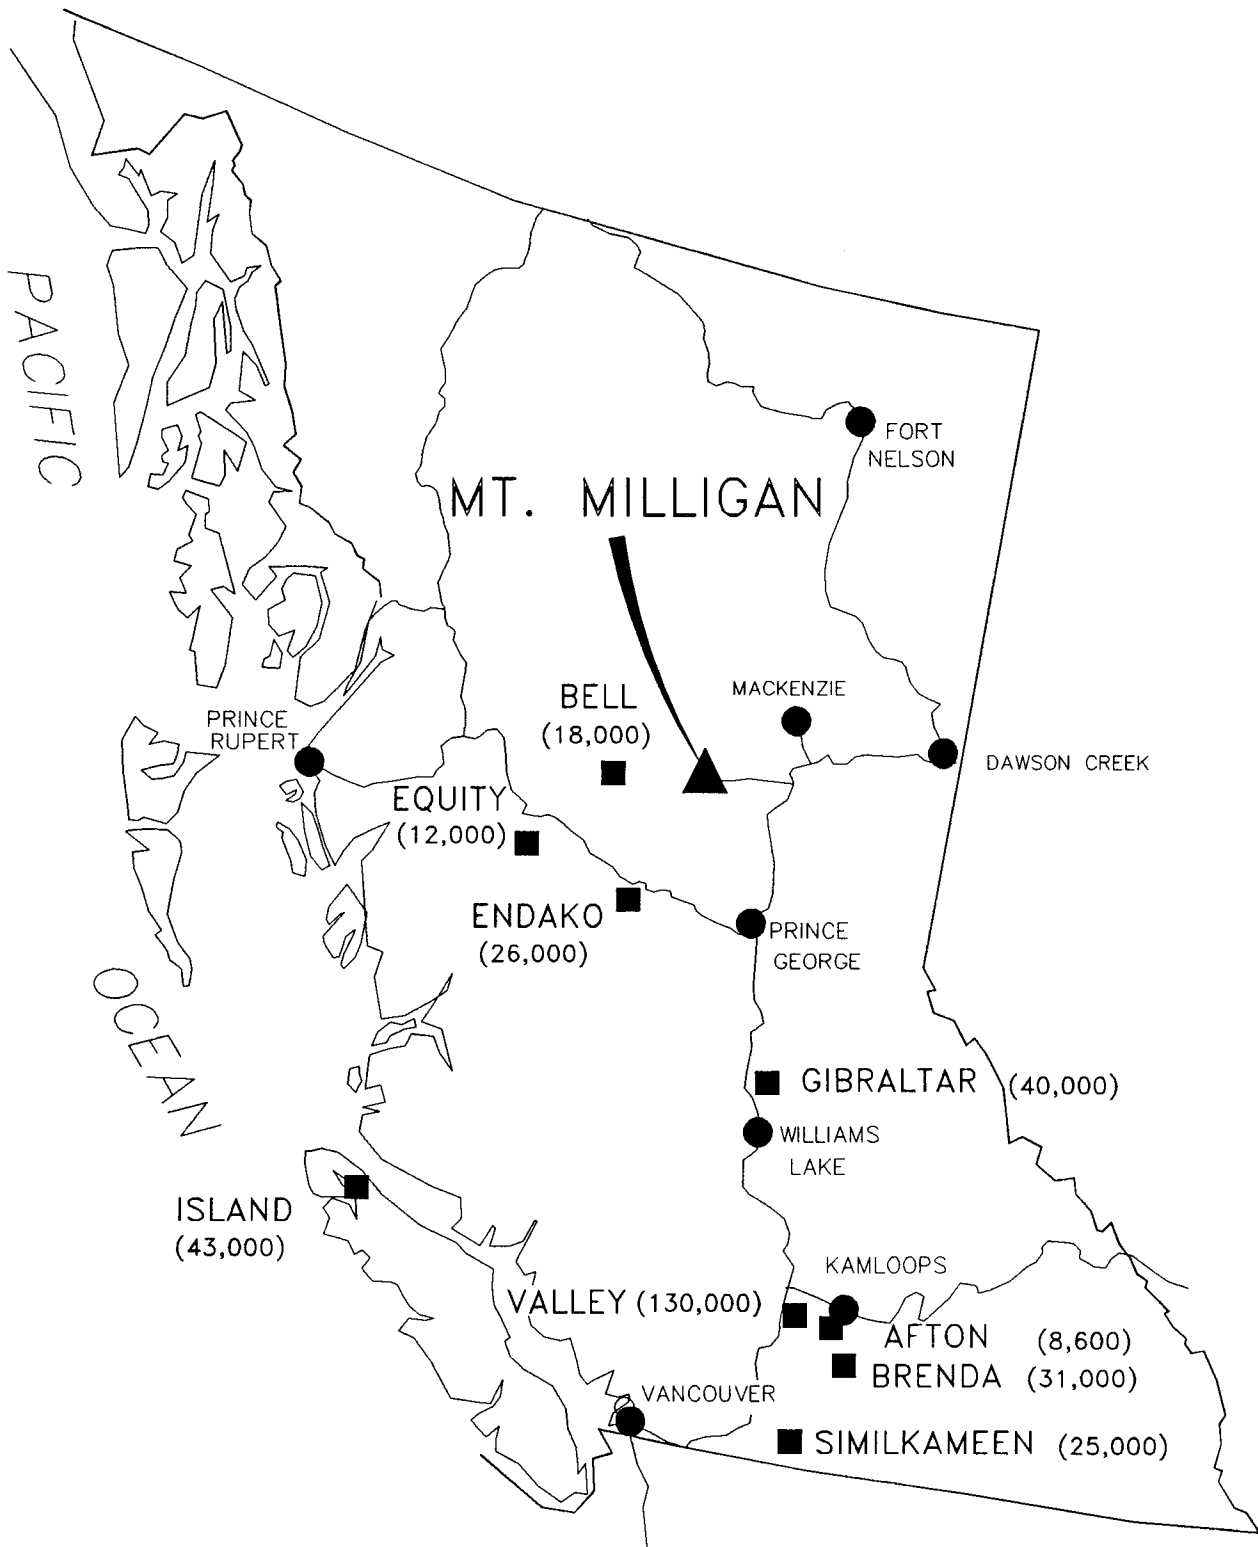 PACIFIC
FORT
NELSON
MT. MILLIGAN
MACKENZIE
BELL
(18,000)
PRINCE
RUPERT
DAWSON CREEK
EQUITY
(12,000)
ENDAKO
(26,000)
PRINCE
GEORGE
OCEAN
GIBRALTAR (40,000)
WILLIAMS
LAKE
ISLAND
(43,000)
KAMLOOPS
VALLEY (130,000)
AFTON (8,600)
BRENDA (31,000)
VANCOUVER
SIMILKAMEEN (25,000)